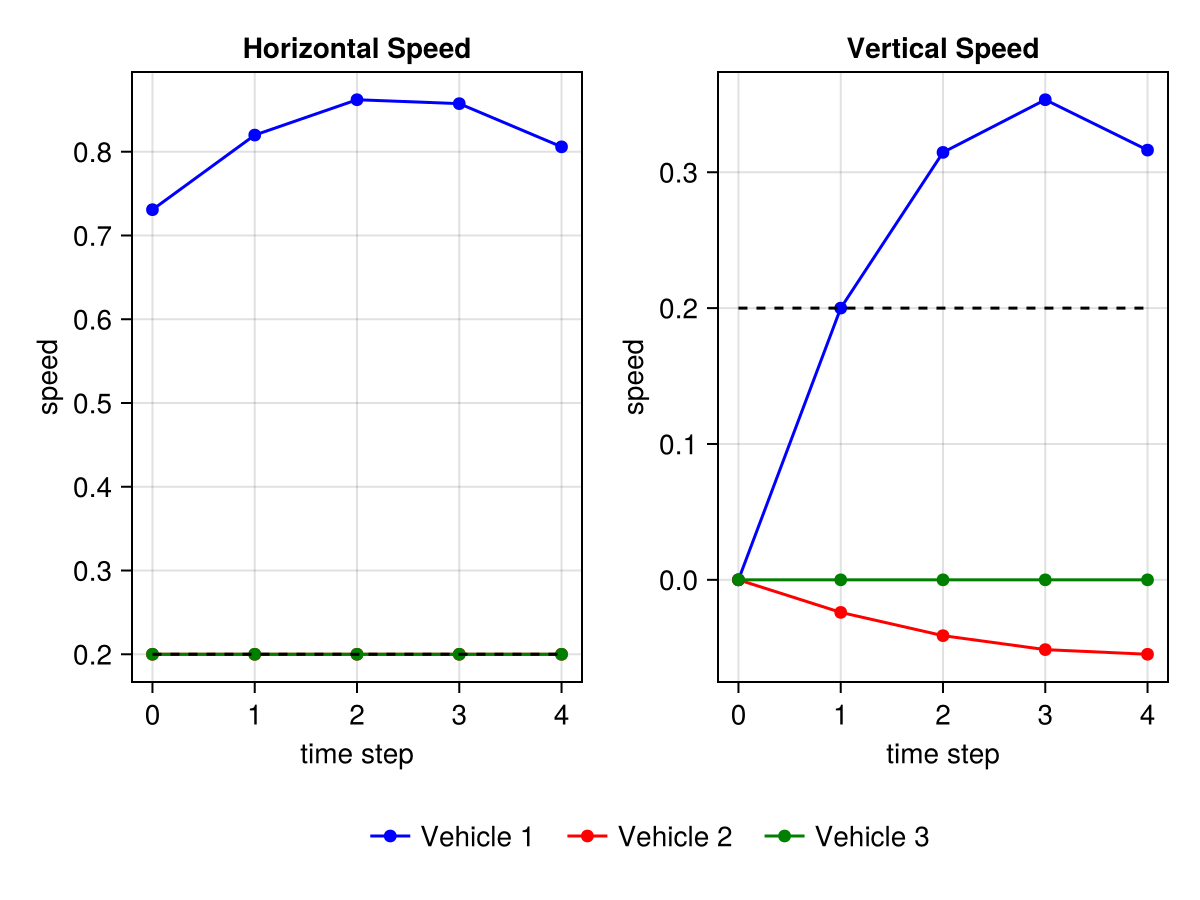 Horizontal Speed
Vertical Speed
speed
0.8
0.7
0.6
0.5
0.4
0.3
0.2
0 1 2 3 4
time step
speed
0.3
0.2
0.1
0.0
0 1 2 3 4
time step
Vehicle 1 Vehicle 2 Vehicle 3